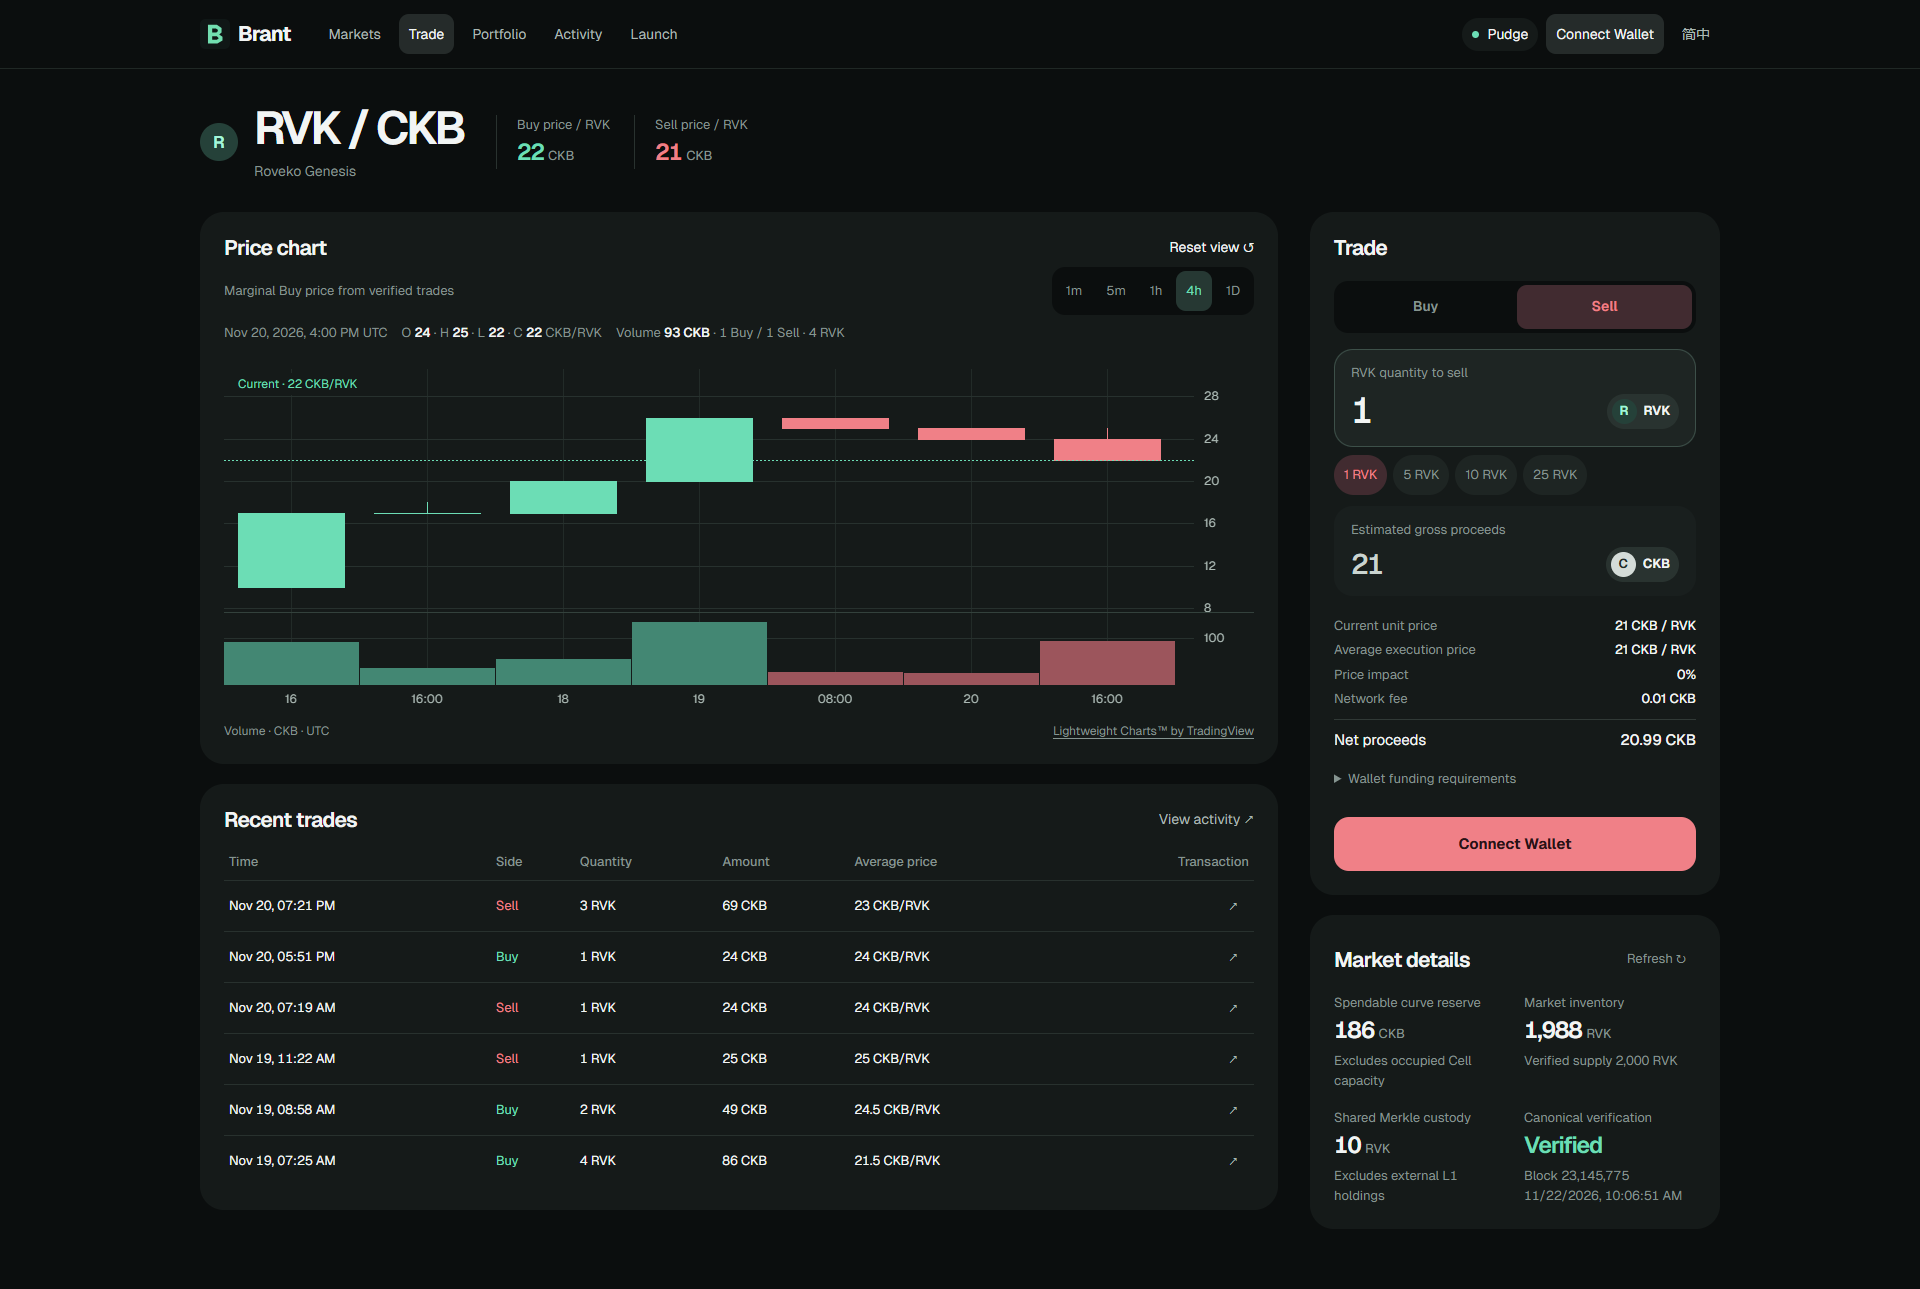 B Brant
Markets
Trade
Portfolio
Activity
Launch
Pudge
Connect Wallet
简中
R
RVK / CKB
Roveko Genesis
Buy price / RVK
22 CKB
Sell price / RVK
21 CKB
Price chart
Reset view ↺
Marginal Buy price from verified trades
1m 5m 1h 4h 1D
Nov 20, 2026, 4:00 PM UTC O 24 · H 25 · L 22 · C 22 CKB/RVK Volume 93 CKB · 1 Buy / 1 Sell · 4 RVK
Current · 22 CKB/RVK
28
24
20
16
12
8
100
16 16:00 18 19 08:00 20 16:00
Volume · CKB · UTC
Lightweight Charts™ by TradingView
Recent trades
View activity ↗
Time Side Quantity Amount Average price Transaction
Nov 20, 07:21 PM Sell 3 RVK 69 CKB 23 CKB/RVK ↗
Nov 20, 05:51 PM Buy 1 RVK 24 CKB 24 CKB/RVK ↗
Nov 20, 07:19 AM Sell 1 RVK 24 CKB 24 CKB/RVK ↗
Nov 19, 11:22 AM Sell 1 RVK 25 CKB 25 CKB/RVK ↗
Nov 19, 08:58 AM Buy 2 RVK 49 CKB 24.5 CKB/RVK ↗
Nov 19, 07:25 AM Buy 4 RVK 86 CKB 21.5 CKB/RVK ↗
Trade
Buy Sell
RVK quantity to sell
1 R RVK
1 RVK 5 RVK 10 RVK 25 RVK
Estimated gross proceeds
21 C CKB
Current unit price 21 CKB / RVK
Average execution price 21 CKB / RVK
Price impact 0%
Network fee 0.01 CKB
Net proceeds 20.99 CKB
▶ Wallet funding requirements
Connect Wallet
Market details
Refresh ↻
Spendable curve reserve
186 CKB
Excludes occupied Cell
capacity
Market inventory
1,988 RVK
Verified supply 2,000 RVK
Shared Merkle custody
10 RVK
Excludes external L1
holdings
Canonical verification
Verified
Block 23,145,775
11/22/2026, 10:06:51 AM